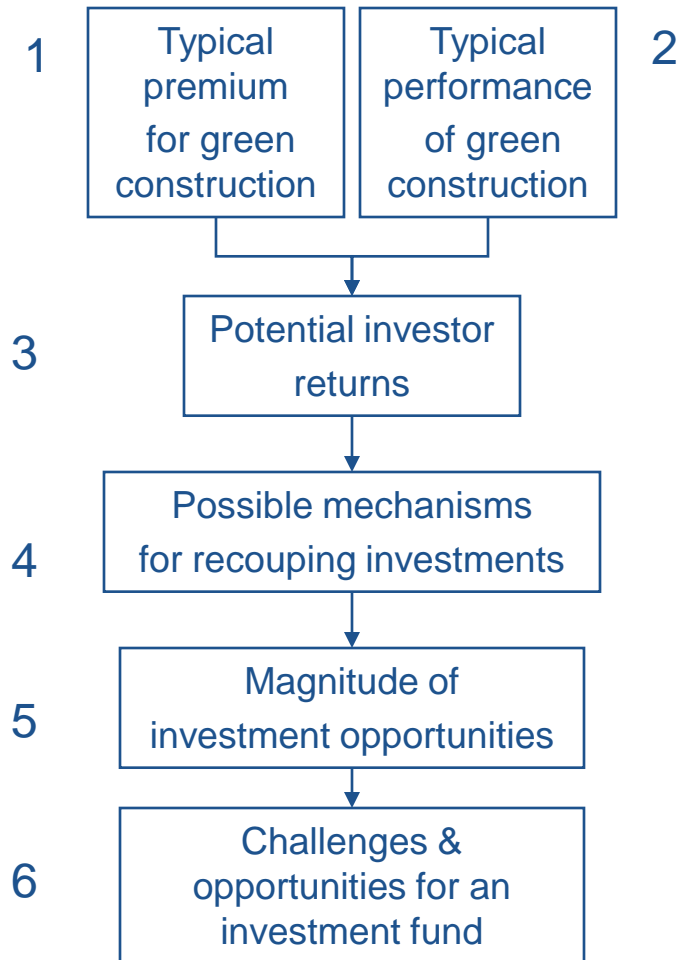 1
Typical
premium
for green
construction
Typical
performance
of green
construction
2
3
Potential investor
returns
4
Possible mechanisms
for recouping investments
5
Magnitude of
investment opportunities
6
Challenges &
opportunities for an
investment fund